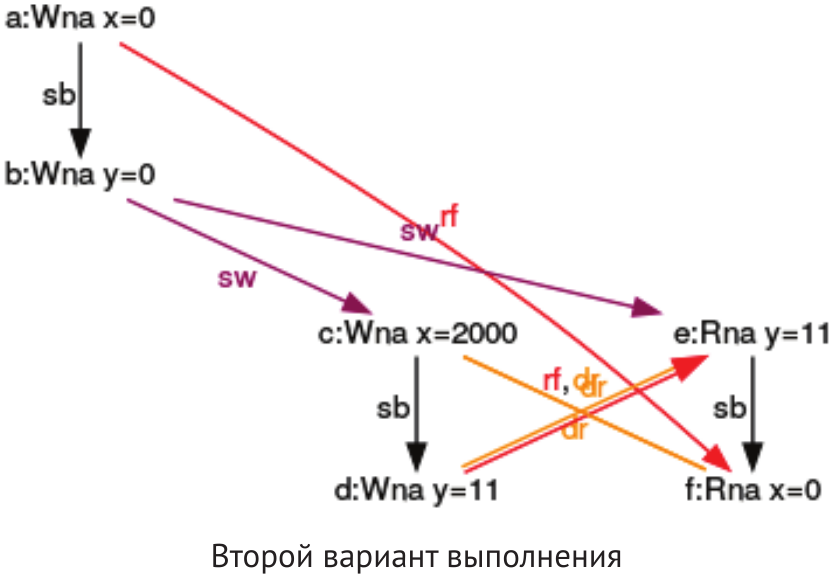 a:Wna x=0
sb
b:Wna y=0
rf
sw
sw
c:Wna x=2000
e:Rna y=11
rf, dr
dr
sb
dr
sb
d:Wna y=11
f:Rna x=0
Второй вариант выполнения